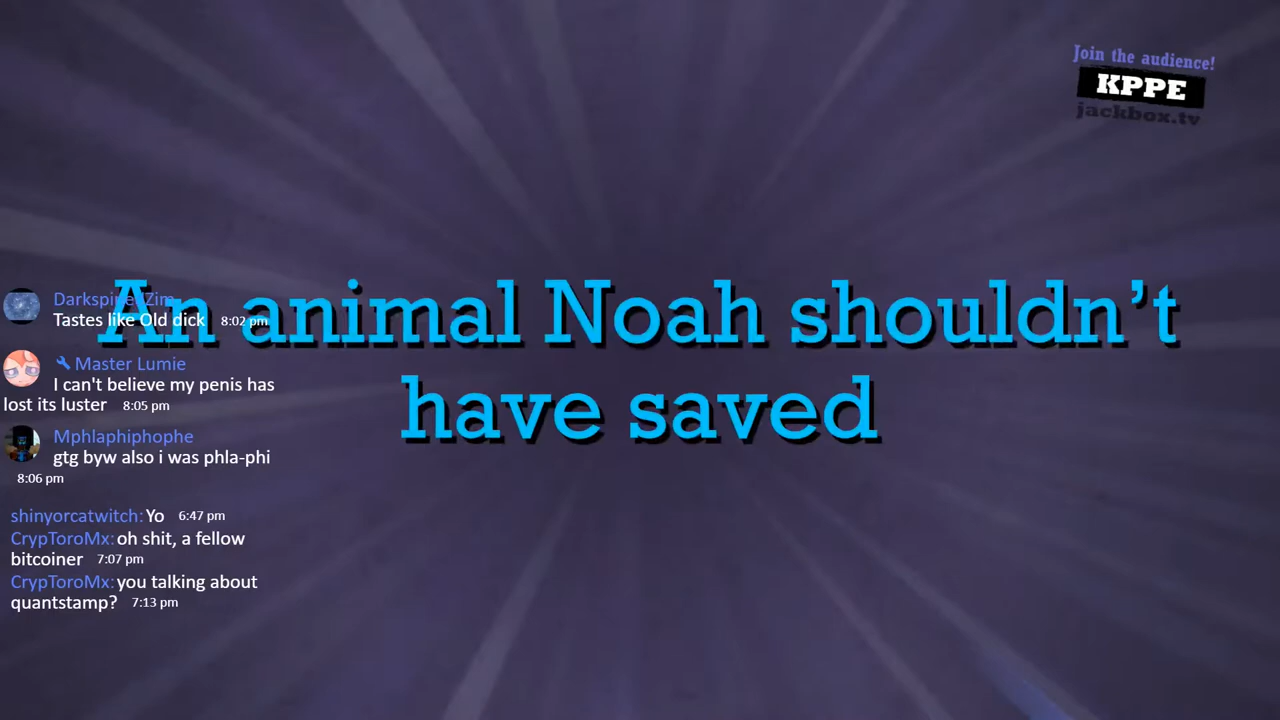 Join the audience!
KPPE
jackbox.tv
An animal Noah shouldn't
have saved
Darkspinel Zim
Tastes like Old dick 8:02 pm
Master Lumie
I can't believe my penis has
lost its luster 8:05 pm
Mphlaphiphophe
gtg byw also i was phla-phi
8:06 pm
shinyorcatwitch: Yo 6:47 pm
CrypToroMx: oh shit, a fellow
bitcoiner 7:07 pm
CrypToroMx: you talking about
quantstamp? 7:13 pm